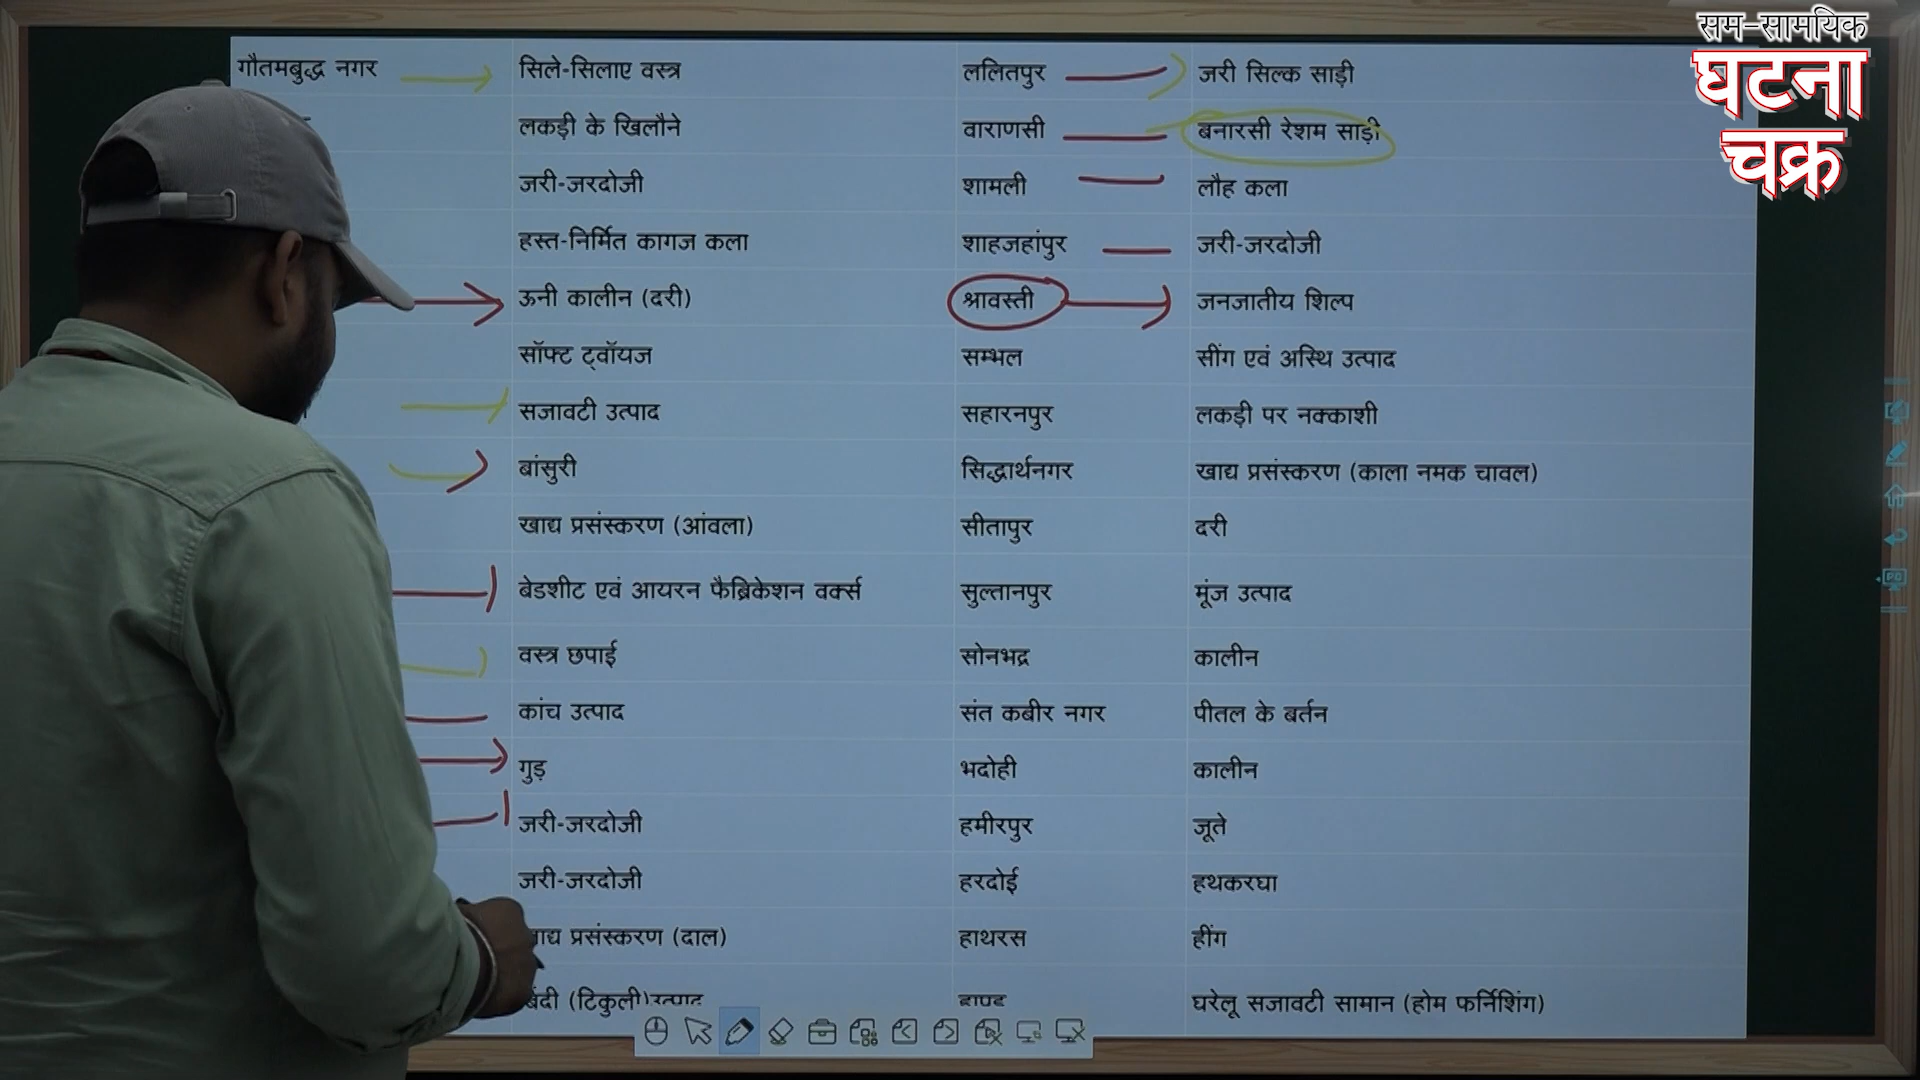 सम-सामयिक
घटना
चक्र
गौतमबुद्ध नगर सिले-सिलाए वस्त्र ललितपुर जरी सिल्क साड़ी
लकड़ी के खिलौने वाराणसी बनारसी रेशम साड़ी
जरी-जरदोजी शामली लौह कला
हस्त-निर्मित कागज कला शाहजहांपुर जरी-जरदोजी
ऊनी कालीन (दरी) श्रावस्ती जनजातीय शिल्प
सॉफ्ट ट्वॉयज सम्भल सींग एवं अस्थि उत्पाद
सजावटी उत्पाद सहारनपुर लकड़ी पर नक्काशी
बांसुरी सिद्धार्थनगर खाद्य प्रसंस्करण (काला नमक चावल)
खाद्य प्रसंस्करण (आंवला) सीतापुर दरी
बेडशीट एवं आयरन फैब्रिकेशन वर्क्स सुल्तानपुर मूंज उत्पाद
वस्त्र छपाई सोनभद्र कालीन
कांच उत्पाद संत कबीर नगर पीतल के बर्तन
गुड़ भदोही कालीन
जरी-जरदोजी हमीरपुर जूते
जरी-जरदोजी हरदोई हथकरघा
प्रसंस्करण (दाल) हाथरस हींग
(टिकुली) उत्पाद घरेलू सजावटी सामान (होम फर्निशिंग)